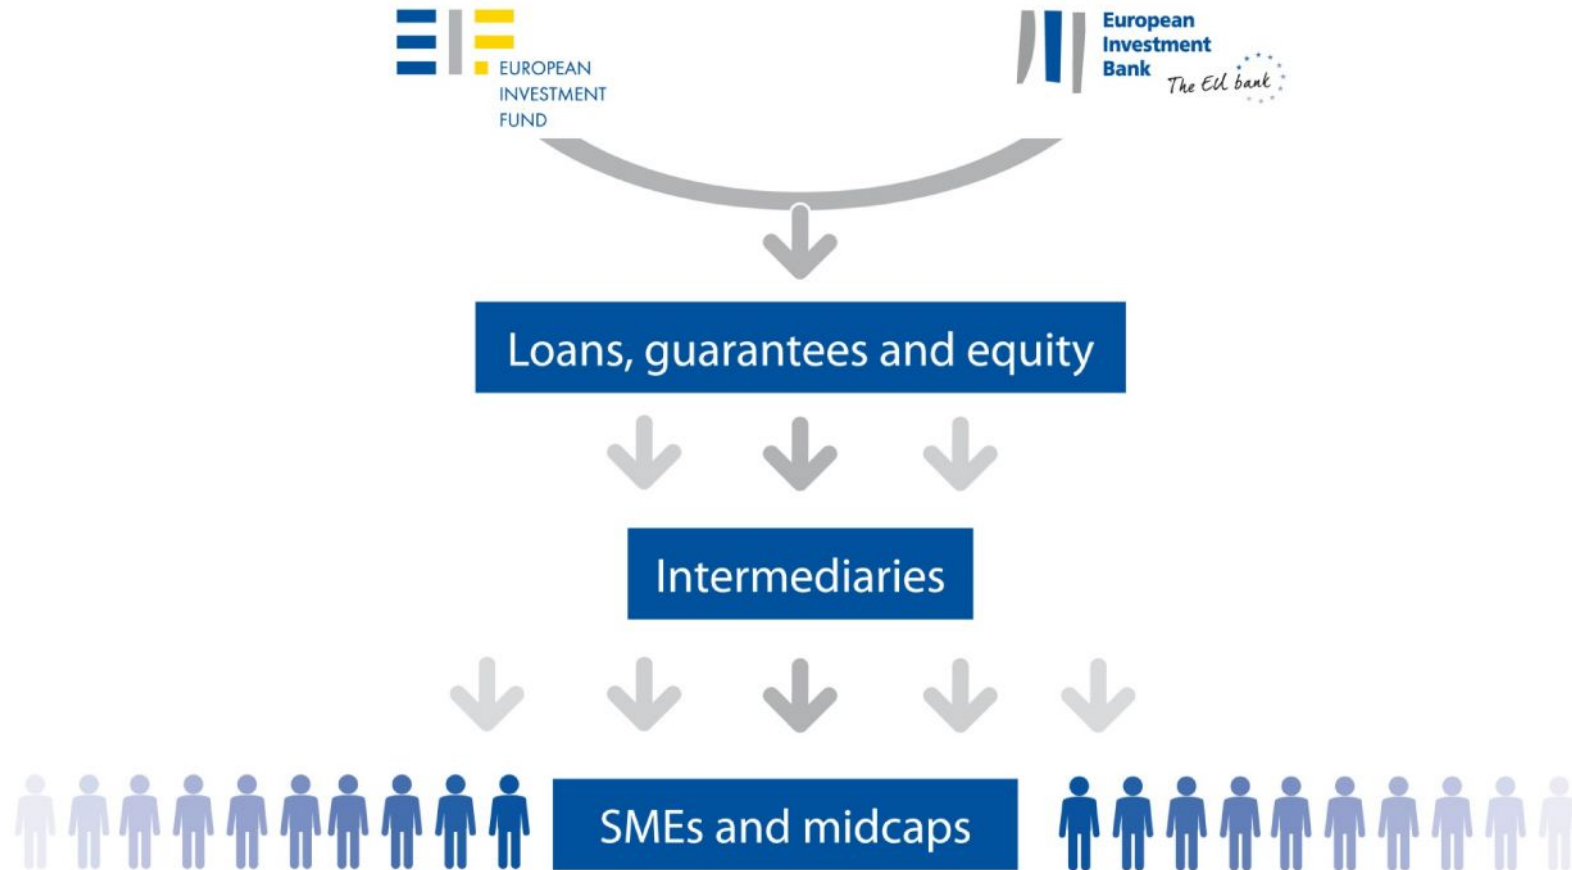 EUROPEAN
INVESTMENT
FUND
European
Investment
Bank
The EU bank
Loans, guarantees and equity
Intermediaries
SMEs and midcaps